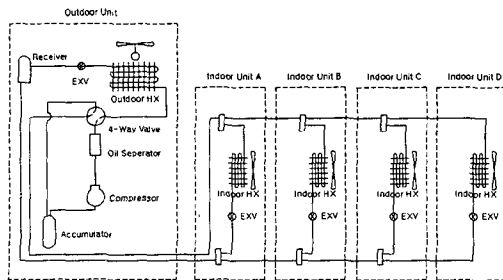 Outdoor Unit
Receiver
EXV
Outdoor HX
4-Way Valve
Oil Seperator
Compressor
Accumulator
Indoor Unit A
Indoor Unit B
Indoor Unit C
Indoor Unit D
Indoor HX
Indoor HX
Indoor HX
Indoor HX
EXV
EXV
EXV
EXV